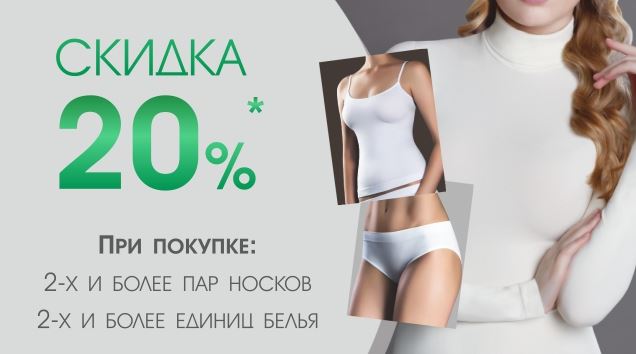 СКИДКА
20%*
При покупке:
2-х и более пар носков
2-х и более единиц белья